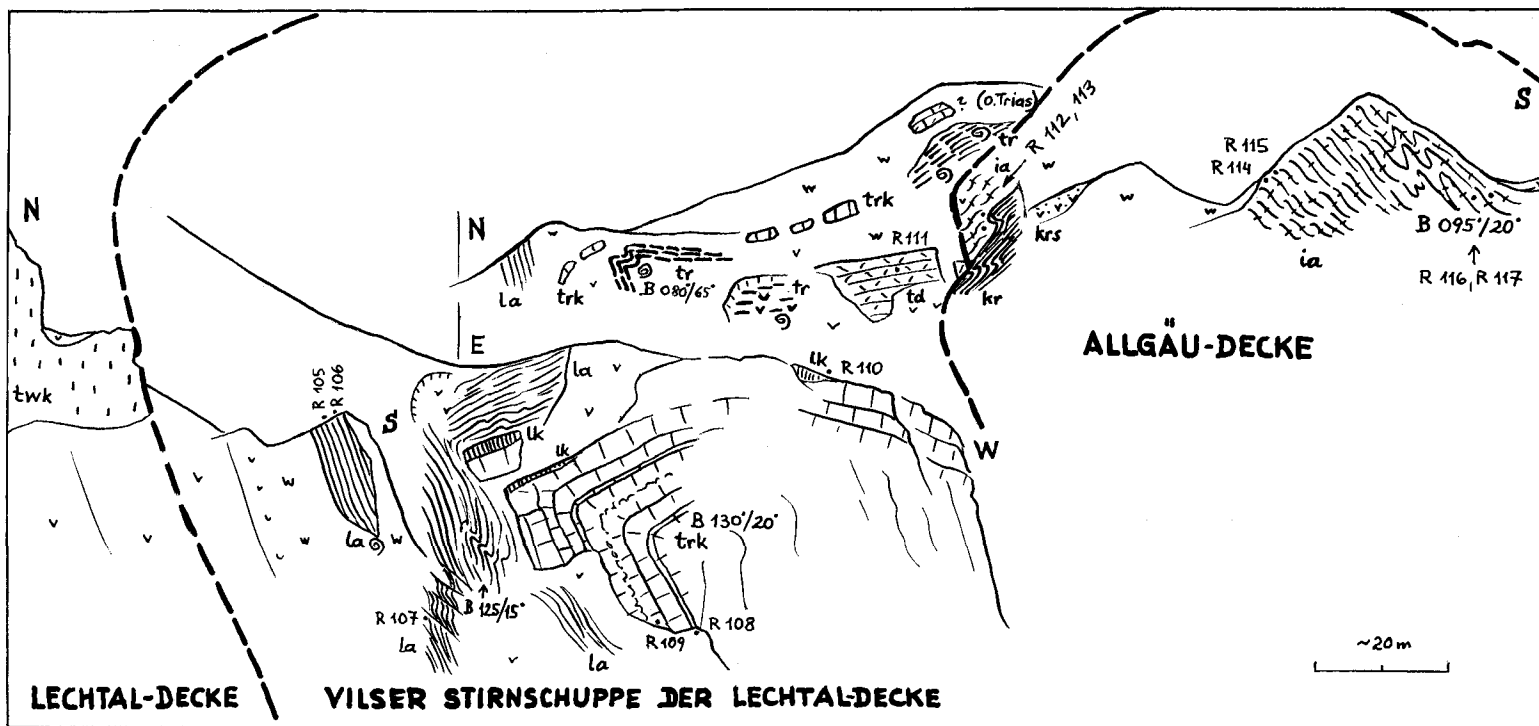 N
twk
R 105
R 106
la
w
S
R 107
la
B 125/15°
la
lk
lk
la
B 130°/20°
trk
R 109
R 108
lk
R 110
N
E
la
trk
tr
B 080°/65°
trk
w
R 111
tr
td
? (O. Trias)
tr
ia
R 112, 113
w
krs
kr
W
R 115
R 114
ia
B 095°/20°
R 116, R 117
S
ALLGÄU-DECKE
~20 m
LECHTAL-DECKE
VILSER STIRNSCHUPPE DER LECHTAL-DECKE